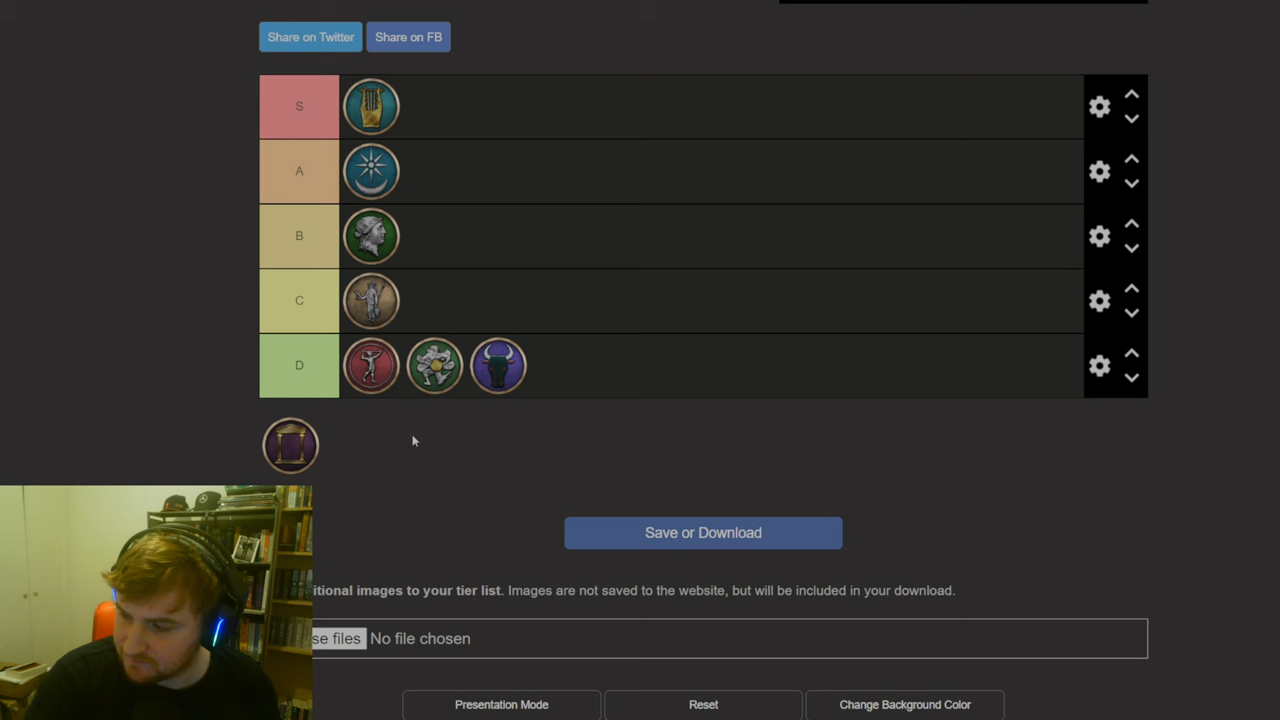 Share on Twitter Share on FB
S
A
B
C
D
Save or Download
itional images to your tier list. Images are not saved to the website, but will be included in your download.
se files No file chosen
Presentation Mode Reset Change Background Color